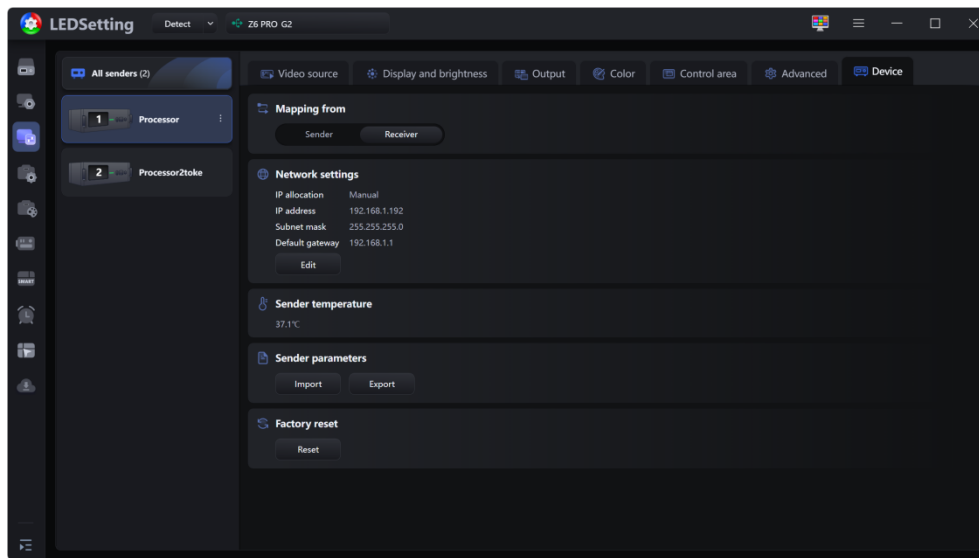 LEDSetting Detect Z6 PRO G2
All senders (2)
1 Processor
2 Processor2toke
Video source Display and brightness Output Color Control area Advanced Device
Mapping from
Sender Receiver
Network settings
IP allocation Manual
IP address 192.168.1.192
Subnet mask 255.255.255.0
Default gateway 192.168.1.1
Edit
Sender temperature
37.1℃
Sender parameters
Import Export
Factory reset
Reset
SMART